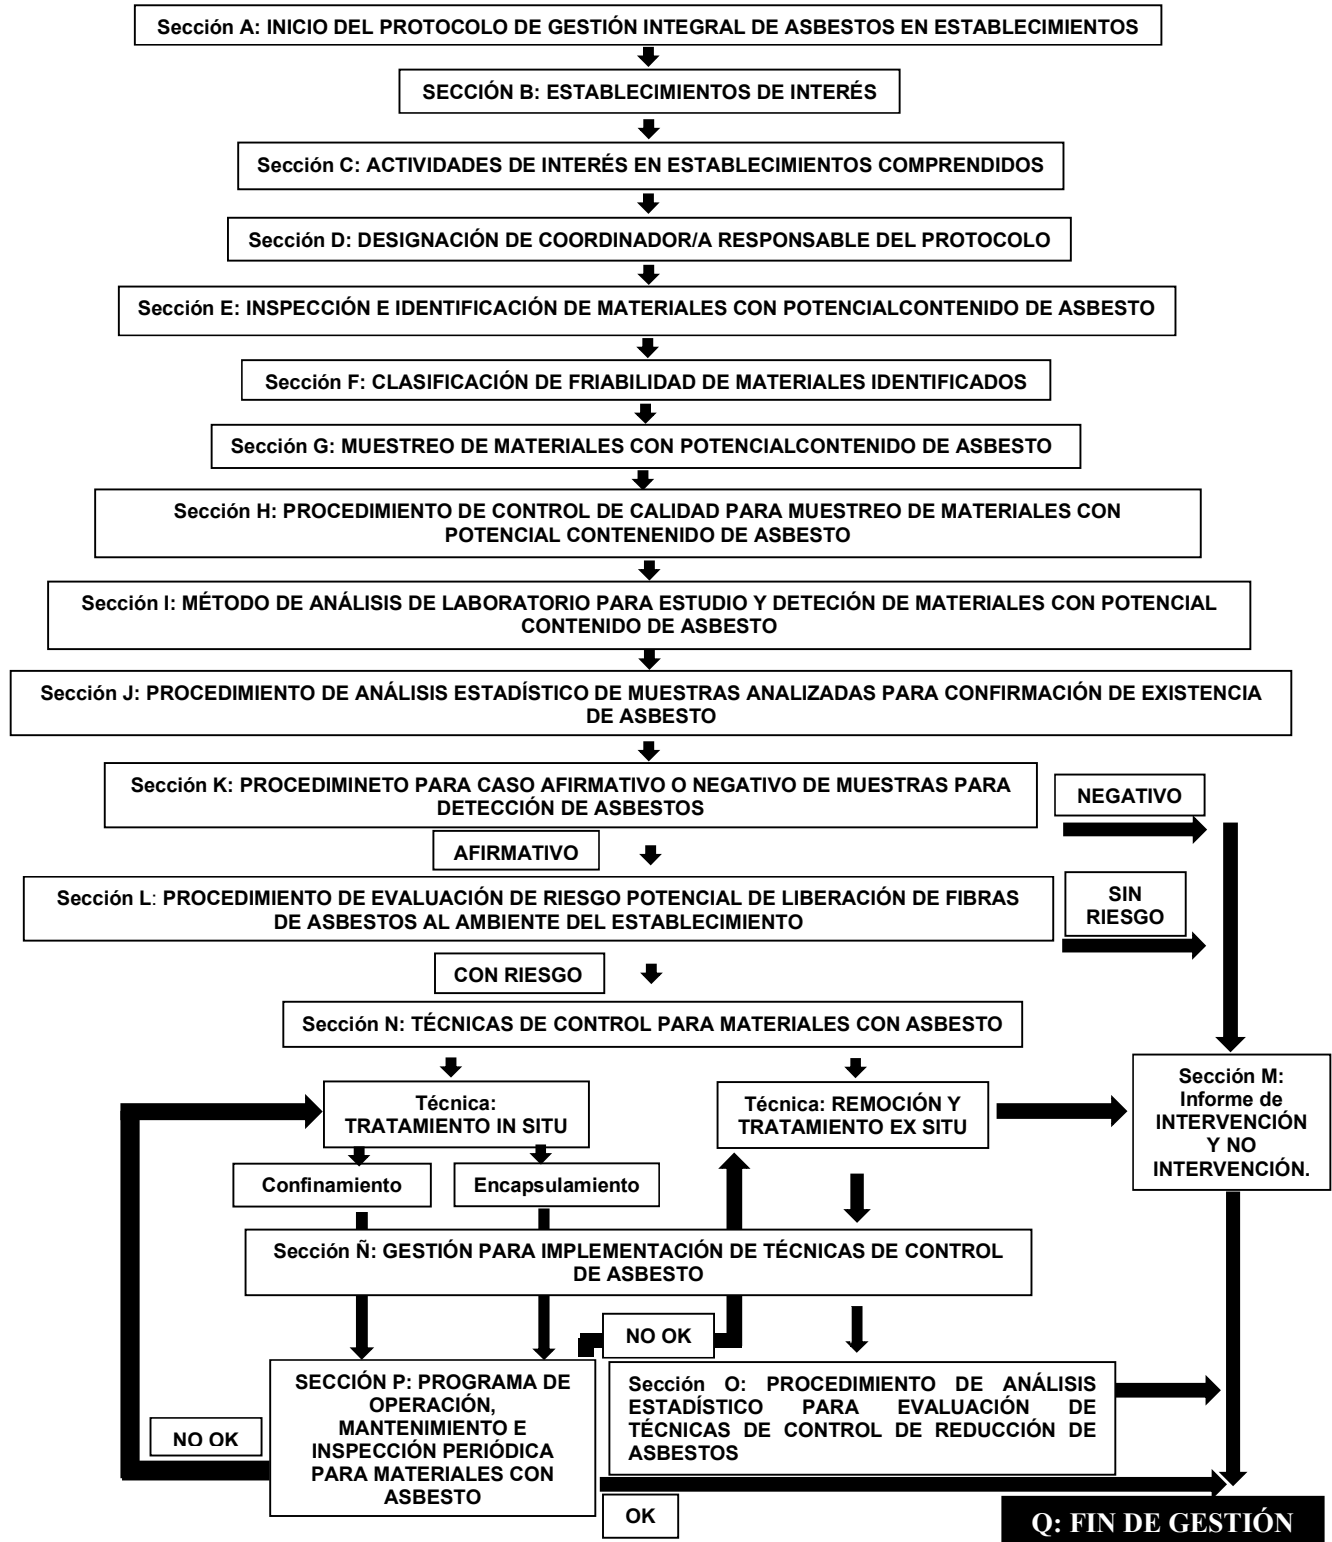 Sección A: INICIO DEL PROTOCOLO DE GESTIÓN INTEGRAL DE ASBESTOS EN ESTABLECIMIENTOS
SECCIÓN B: ESTABLECIMIENTOS DE INTERÉS
Sección C: ACTIVIDADES DE INTERÉS EN ESTABLECIMIENTOS COMPRENDIDOS
Sección D: DESIGNACIÓN DE COORDINADOR/A RESPONSABLE DEL PROTOCOLO
Sección E: INSPECCIÓN E IDENTIFICACIÓN DE MATERIALES CON POTENCIALCONTENIDO DE ASBESTO
Sección F: CLASIFICACIÓN DE FRIABILIDAD DE MATERIALES IDENTIFICADOS
Sección G: MUESTREO DE MATERIALES CON POTENCIALCONTENIDO DE ASBESTO
Sección H: PROCEDIMIENTO DE CONTROL DE CALIDAD PARA MUESTREO DE MATERIALES CON
POTENCIAL CONTENENIDO DE ASBESTO
Sección I: MÉTODO DE ANÁLISIS DE LABORATORIO PARA ESTUDIO Y DETECIÓN DE MATERIALES CON POTENCIAL
CONTENIDO DE ASBESTO
Sección J: PROCEDIMIENTO DE ANÁLISIS ESTADÍSTICO DE MUESTRAS ANALIZADAS PARA CONFIRMACIÓN DE EXISTENCIA
DE ASBESTO
Sección K: PROCEDIMINETO PARA CASO AFIRMATIVO O NEGATIVO DE MUESTRAS PARA
DETECCIÓN DE ASBESTOS
NEGATIVO
AFIRMATIVO
Sección L: PROCEDIMIENTO DE EVALUACIÓN DE RIESGO POTENCIAL DE LIBERACIÓN DE FIBRAS
DE ASBESTOS AL AMBIENTE DEL ESTABLECIMIENTO
SIN
RIESGO
CON RIESGO
Sección N: TÉCNICAS DE CONTROL PARA MATERIALES CON ASBESTO
Técnica:
TRATAMIENTO IN SITU
Técnica: REMOCIÓN Y
TRATAMIENTO EX SITU
Sección M:
Informe de
INTERVENCIÓN
Y NO
INTERVENCIÓN.
Confinamiento
Encapsulamiento
Sección Ñ: GESTIÓN PARA IMPLEMENTACIÓN DE TÉCNICAS DE CONTROL
DE ASBESTO
NO OK
SECCIÓN P: PROGRAMA DE
OPERACIÓN,
MANTENIMIENTO E
INSPECCIÓN PERIÓDICA
PARA MATERIALES CON
ASBESTO
Sección O: PROCEDIMIENTO DE ANÁLISIS
ESTADÍSTICO PARA EVALUACIÓN DE
TÉCNICAS DE CONTROL DE REDUCCIÓN DE
ASBESTOS
NO OK
OK
Q: FIN DE GESTIÓN